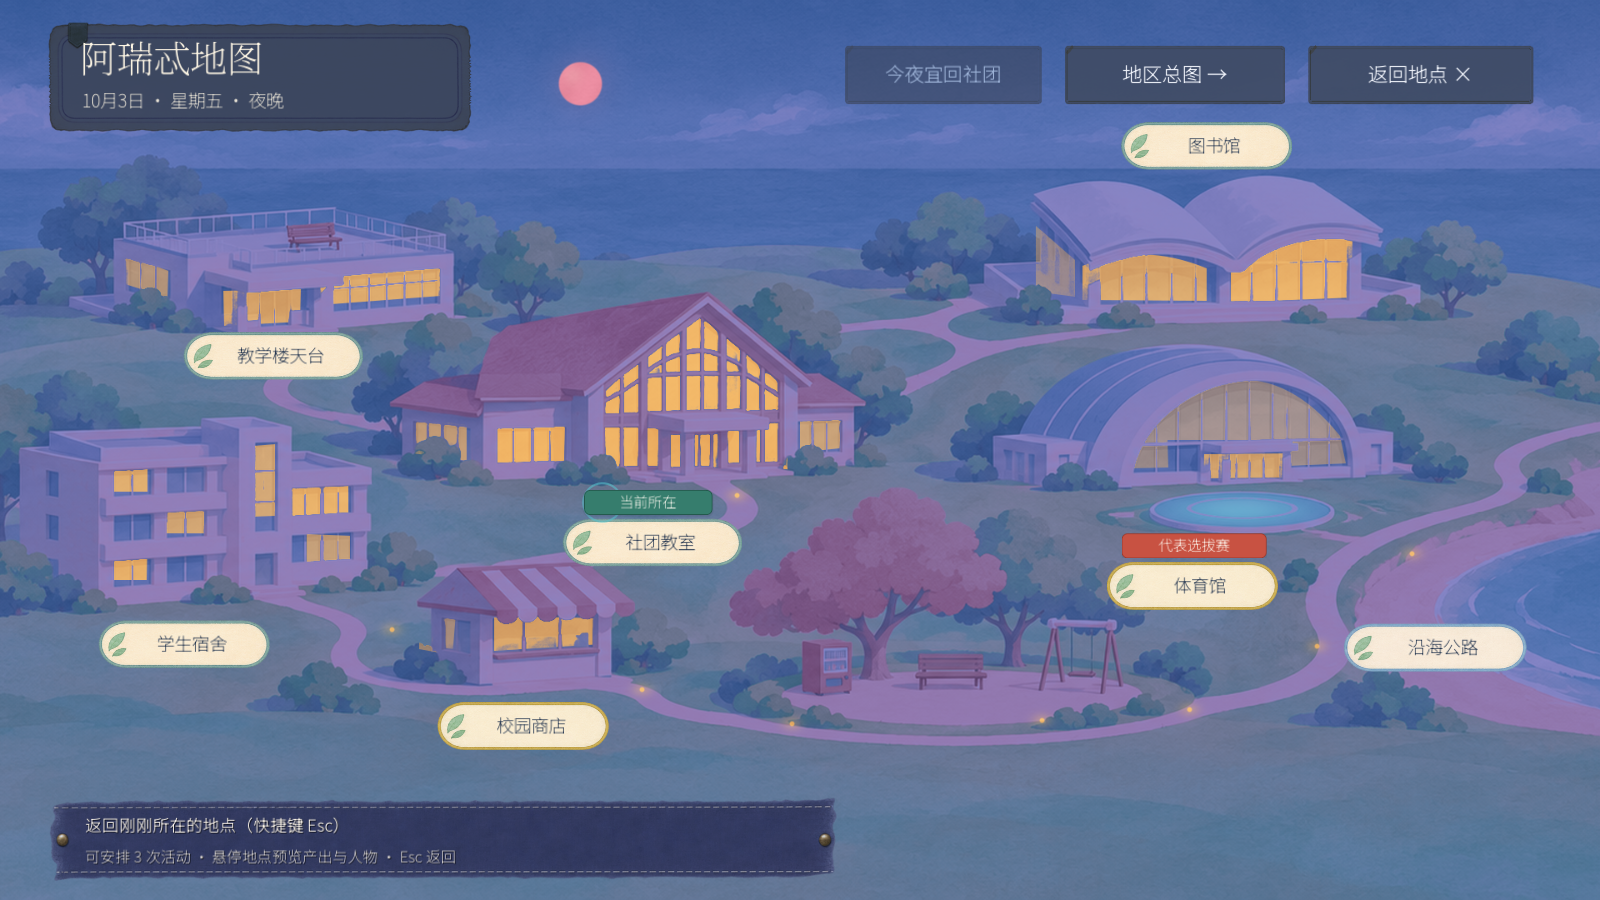 阿瑞忒地图
10月3日 · 星期五 · 夜晚
今夜宜回社团
地区总图 →
返回地点 ×
图书馆
教学楼天台
当前所在
社团教室
代表选拔赛
体育馆
学生宿舍
沿海公路
校园商店
返回刚刚所在的地点（快捷键 Esc）
可安排 3 次活动 · 悬停地点预览产出与人物 · Esc 返回